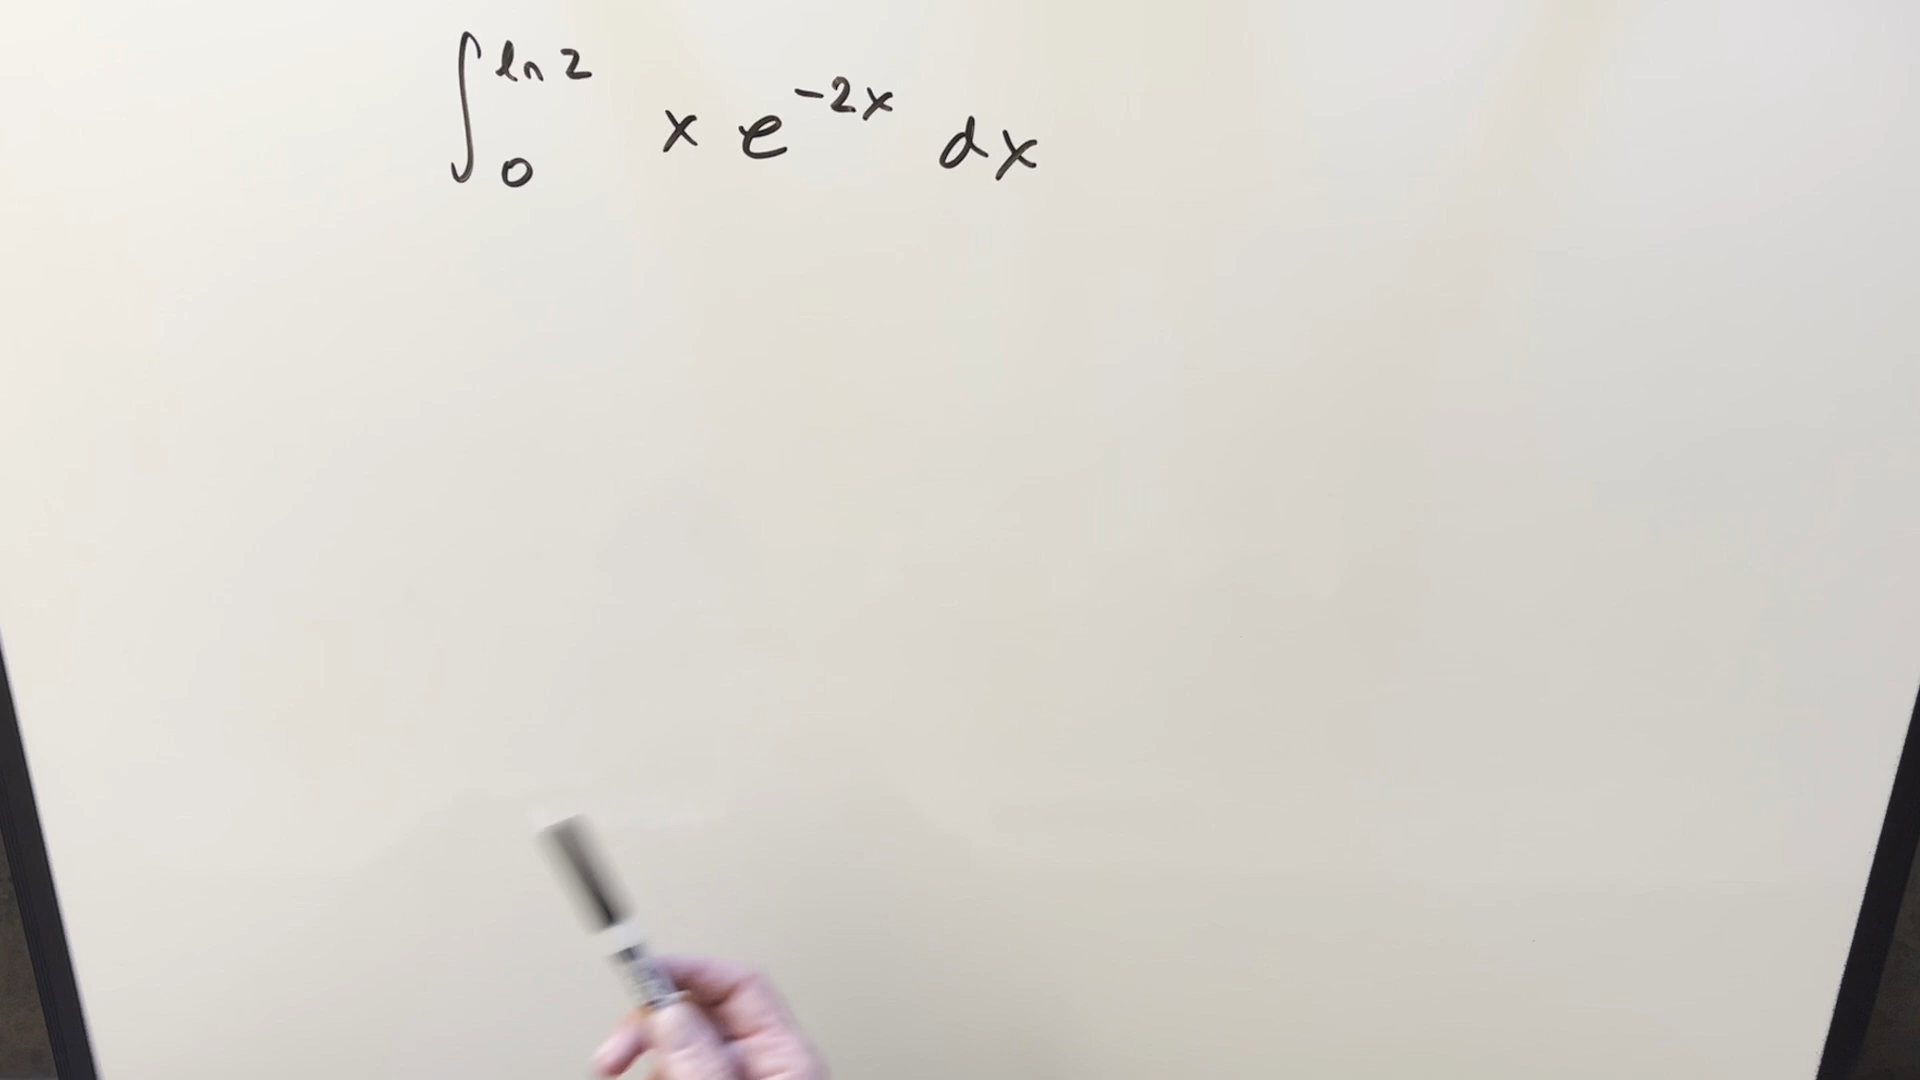 ∫₀^{ln 2} x e^{-2x} dx